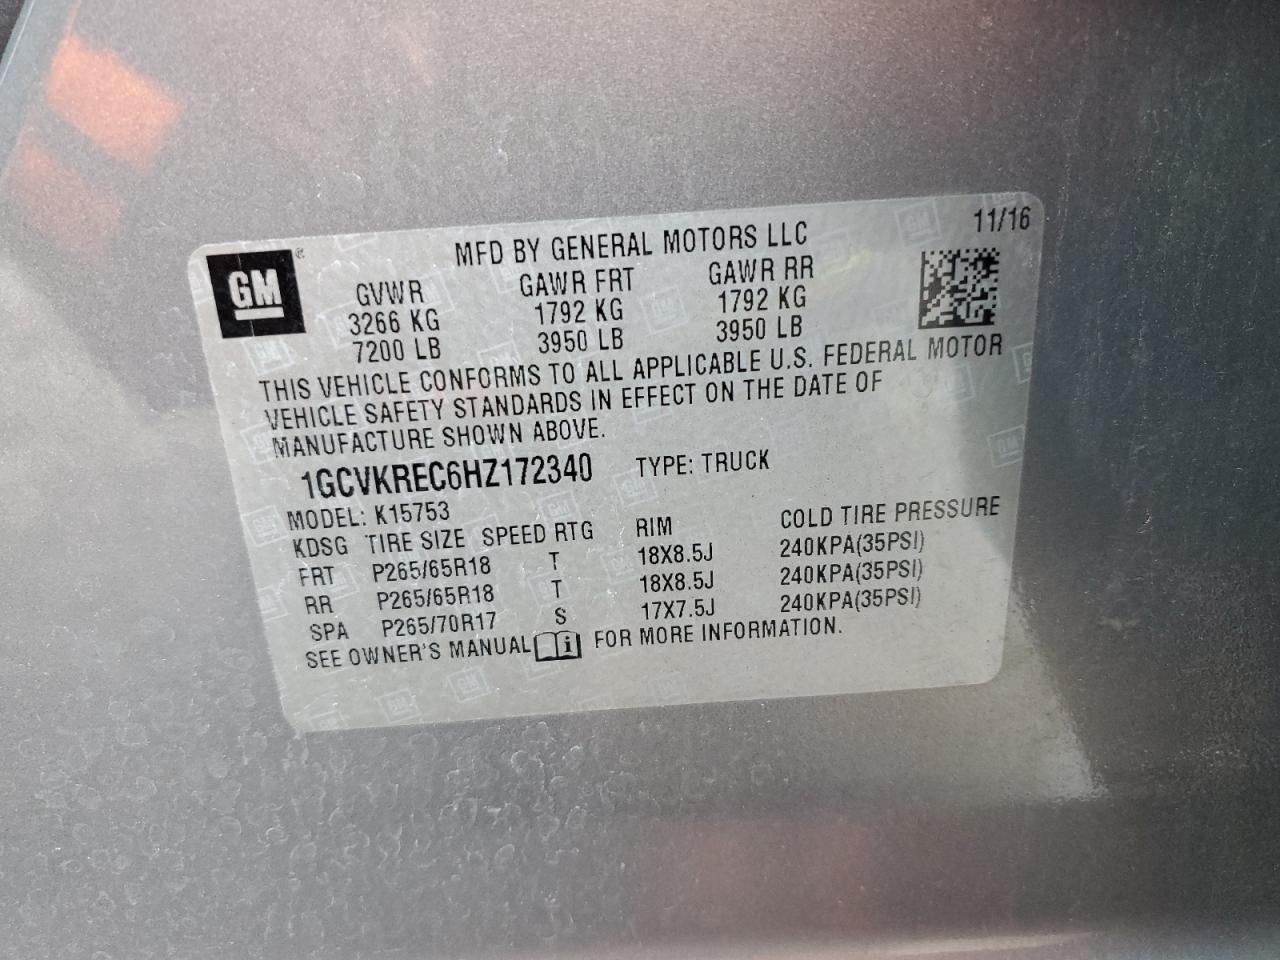 11/16
GM
MFD BY GENERAL MOTORS LLC
GVWR GAWR FRT GAWR RR
3266 KG 1792 KG 1792 KG
7200 LB 3950 LB 3950 LB
THIS VEHICLE CONFORMS TO ALL APPLICABLE U.S. FEDERAL MOTOR
VEHICLE SAFETY STANDARDS IN EFFECT ON THE DATE OF
MANUFACTURE SHOWN ABOVE.
1GCVKREC6HZ172340 TYPE: TRUCK
MODEL: K15753
KDSG TIRE SIZE SPEED RTG RIM COLD TIRE PRESSURE
FRT P265/65R18 T 18X8.5J 240KPA(35PSI)
RR P265/65R18 T 18X8.5J 240KPA(35PSI)
SPA P265/70R17 S 17X7.5J 240KPA(35PSI)
SEE OWNER'S MANUAL i FOR MORE INFORMATION.